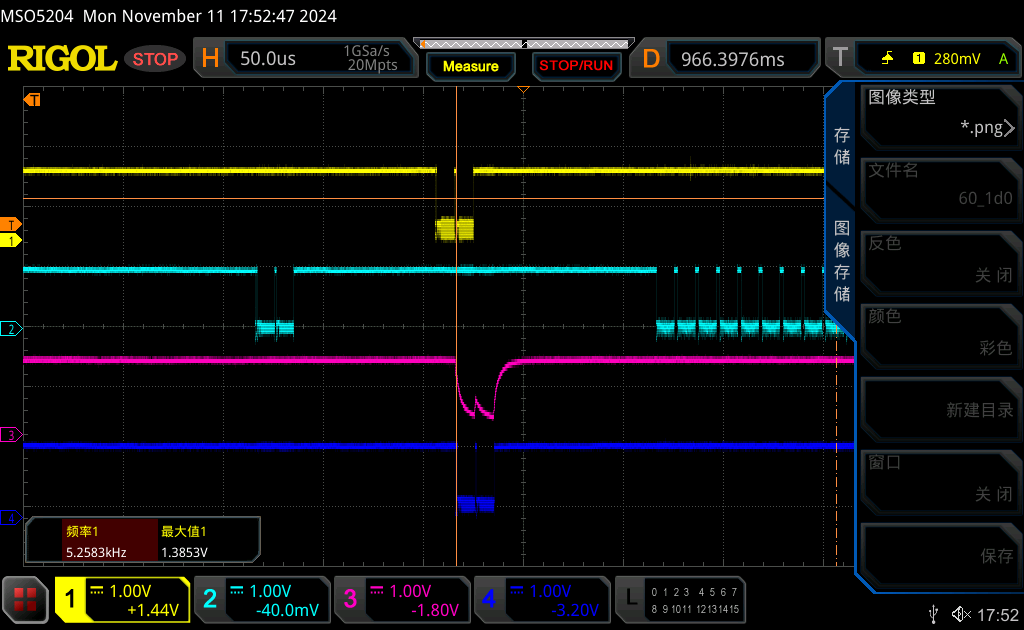 MSO5204 Mon November 11 17:52:47 2024
RIGOL STOP H 50.0us 1GSa/s 20Mpts Measure STOP/RUN D 966.3976ms T 1 280mV A
T
存储
图像存储
图像类型
*.png
文件名
60_1d0
反色
关闭
颜色
彩色
新建目录
窗口
关闭
保存
T
1
2
3
4
频率1 最大值1
5.2583kHz 1.3853V
1 1.00V +1.44V
2 1.00V -40.0mV
3 1.00V -1.80V
4 1.00V -3.20V
L 0 1 2 3 4 5 6 7
8 9 10 11 12 13 14 15
17:52